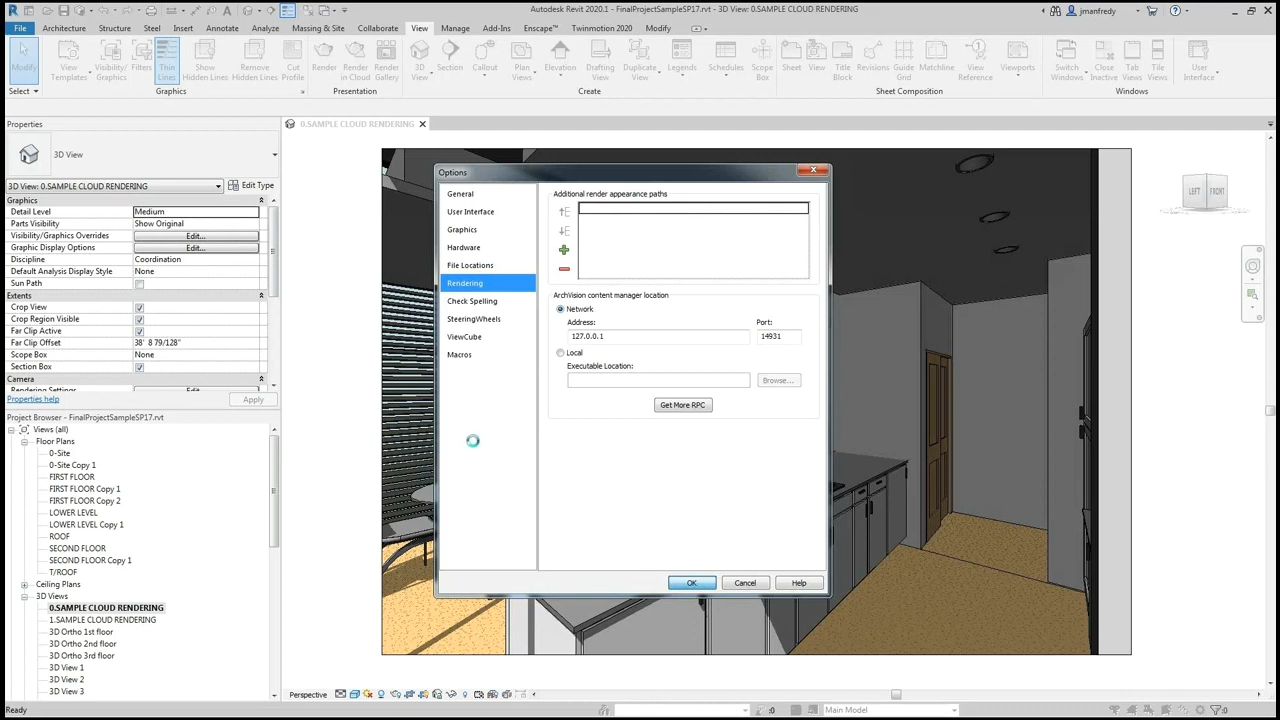 Autodesk Revit 2020.1 - FinalProjectSampleSP17.rvt - 3D View: 0.SAMPLE CLOUD RENDERING
jmanfredy
File Architecture Structure Steel Insert Annotate Analyze Massing & Site Collaborate View Manage Add-Ins Enscape™ Twinmotion 2020 Modify
Modify
View Templates
Visibility/ Graphics
Filters
Thin Lines
Show Hidden Lines
Remove Hidden Lines
Cut Profile
Render
Render in Cloud
Render Gallery
3D View
Section
Callout
Plan Views
Elevation
Drafting View
Duplicate View
Legends
Schedules
Scope Box
Sheet
View
Title Block
Revisions
Guide Grid
Matchline
View Reference
Viewports
Switch Windows
Close Inactive
Tab Views
Tile Views
User Interface
Select Graphics Presentation Create Sheet Composition Windows
Properties
3D View
3D View: 0.SAMPLE CLOUD RENDERING Edit Type
Graphics
Detail Level Medium
Parts Visibility Show Original
Visibility/Graphics Overrides Edit...
Graphic Display Options Edit...
Discipline Coordination
Default Analysis Display Style None
Sun Path
Extents
Crop View
Crop Region Visible
Far Clip Active
Far Clip Offset 38' 8 79/128"
Scope Box None
Section Box
Camera
Rendering Settings Edit
Properties help Apply
Project Browser - FinalProjectSampleSP17.rvt
Views (all)
Floor Plans
0-Site
0-Site Copy 1
FIRST FLOOR
FIRST FLOOR Copy 1
FIRST FLOOR Copy 2
LOWER LEVEL
LOWER LEVEL Copy 1
ROOF
SECOND FLOOR
SECOND FLOOR Copy 1
T/ROOF
Ceiling Plans
3D Views
0.SAMPLE CLOUD RENDERING
1.SAMPLE CLOUD RENDERING
3D Ortho 1st floor
3D Ortho 2nd floor
3D Ortho 3rd floor
3D View 1
3D View 2
3D View 3
0.SAMPLE CLOUD RENDERING
LEFT FRONT
Options
General
User Interface
Graphics
Hardware
File Locations
Rendering
Check Spelling
SteeringWheels
ViewCube
Macros
Additional render appearance paths
ArchVision content manager location
Network
Address: Port:
127.0.0.1 14931
Local
Executable Location:
Browse...
Get More RPC
OK Cancel Help
Perspective
Ready
:0
Main Model
:0